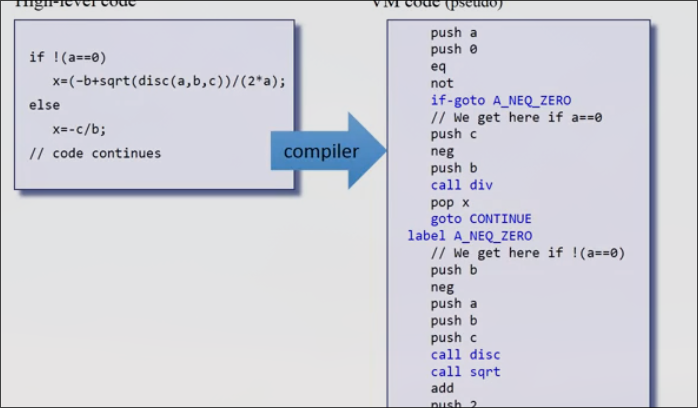 High-level code
if !(a==0)
x=(−b+sqrt(disc(a,b,c))/(2*a);
else
x=-c/b;
// code continues
compiler
VM code (pseudo)
push a
push 0
eq
not
if-goto A_NEQ_ZERO
// We get here if a==0
push c
neg
push b
call div
pop x
goto CONTINUE
label A_NEQ_ZERO
// We get here if !(a==0)
push b
neg
push a
push b
push c
call disc
call sqrt
add
push 2